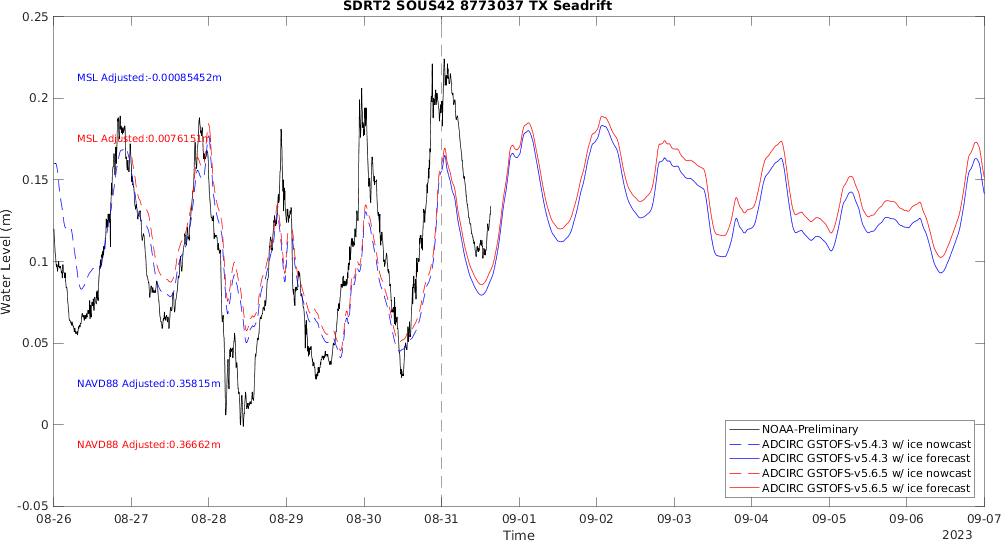 SDRT2 SOUS42 8773037 TX Seadrift
0.25
0.2
0.15
0.1
0.05
0
-0.05
Water Level (m)
MSL Adjusted:-0.00085452m
MSL Adjusted:0.0076151m
NAVD88 Adjusted:0.35815m
NAVD88 Adjusted:0.36662m
NOAA-Preliminary
ADCIRC GSTOFS-v5.4.3 w/ ice nowcast
ADCIRC GSTOFS-v5.4.3 w/ ice forecast
ADCIRC GSTOFS-v5.6.5 w/ ice nowcast
ADCIRC GSTOFS-v5.6.5 w/ ice forecast
08-26 08-27 08-28 08-29 08-30 08-31 09-01 09-02 09-03 09-04 09-05 09-06 09-07
Time
2023